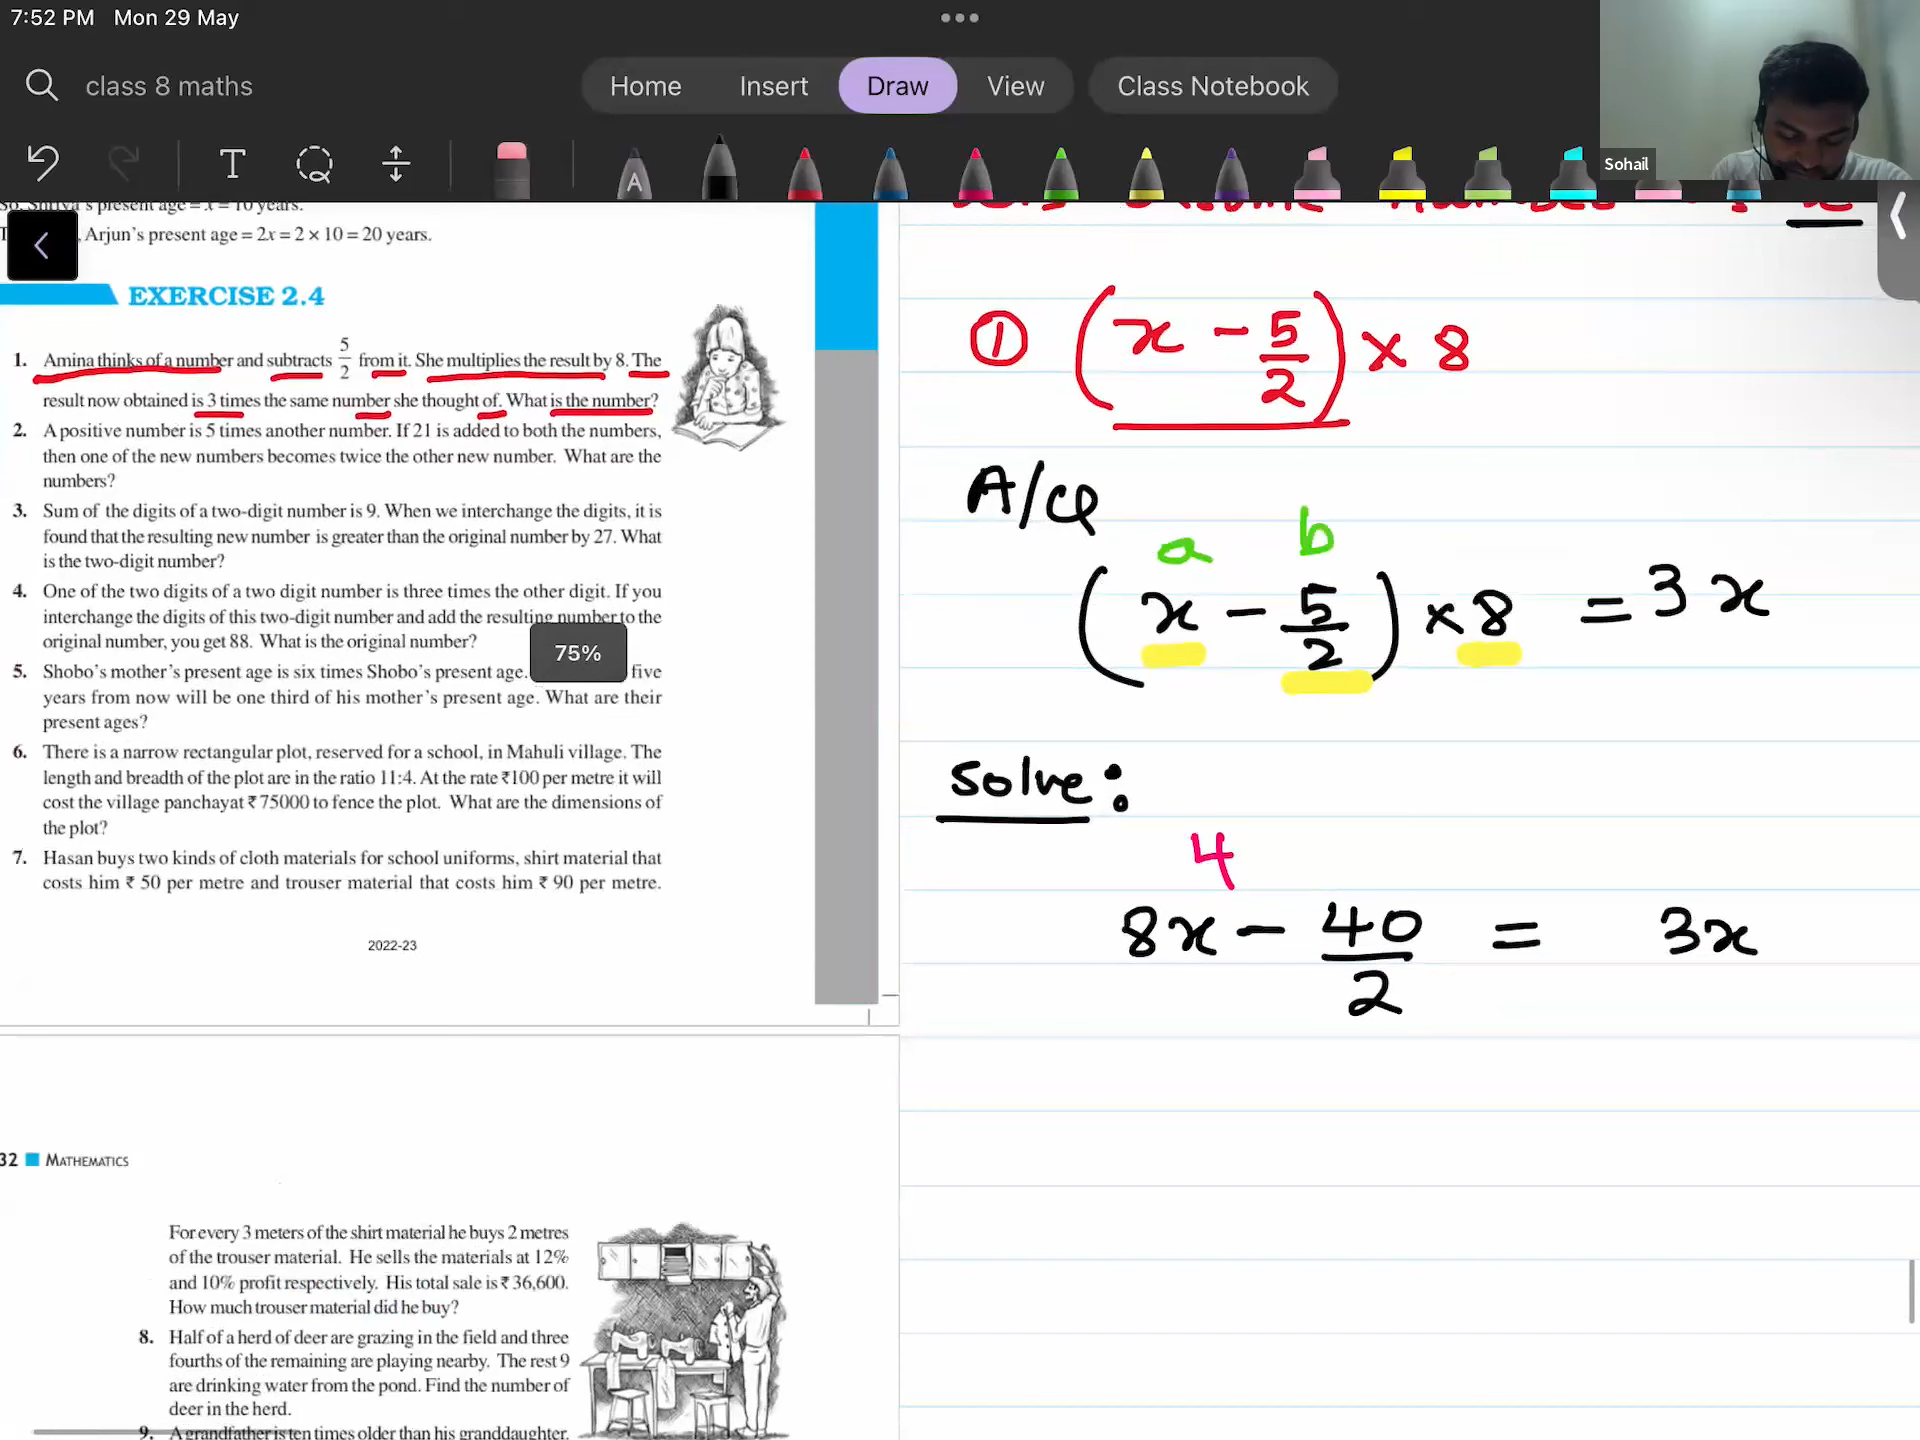 7:52 PM Mon 29 May
class 8 maths
Home Insert Draw View Class Notebook
T A
Sohail
So, Shriya's present age = x = 10 years.
Arjun's present age = 2x = 2 × 10 = 20 years.
EXERCISE 2.4
1. Amina thinks of a number and subtracts 5/2 from it. She multiplies the result by 8. The
result now obtained is 3 times the same number she thought of. What is the number?
2. A positive number is 5 times another number. If 21 is added to both the numbers,
then one of the new numbers becomes twice the other new number. What are the
numbers?
3. Sum of the digits of a two-digit number is 9. When we interchange the digits, it is
found that the resulting new number is greater than the original number by 27. What
is the two-digit number?
4. One of the two digits of a two digit number is three times the other digit. If you
interchange the digits of this two-digit number and add the resulting number to the
original number, you get 88. What is the original number?
75%
5. Shobo's mother's present age is six times Shobo's present age. five
years from now will be one third of his mother's present age. What are their
present ages?
6. There is a narrow rectangular plot, reserved for a school, in Mahuli village. The
length and breadth of the plot are in the ratio 11:4. At the rate ₹100 per metre it will
cost the village panchayat ₹ 75000 to fence the plot. What are the dimensions of
the plot?
7. Hasan buys two kinds of cloth materials for school uniforms, shirt material that
costs him ₹ 50 per metre and trouser material that costs him ₹ 90 per metre.
2022-23
32 MATHEMATICS
For every 3 meters of the shirt material he buys 2 metres
of the trouser material. He sells the materials at 12%
and 10% profit respectively. His total sale is ₹ 36,600.
How much trouser material did he buy?
8. Half of a herd of deer are grazing in the field and three
fourths of the remaining are playing nearby. The rest 9
are drinking water from the pond. Find the number of
deer in the herd.
9. A grandfather is ten times older than his granddaughter.
① (x - 5/2) × 8
A/CQ
a b
(x - 5/2) × 8 = 3x
Solve:
4
8x - 40/2 = 3x